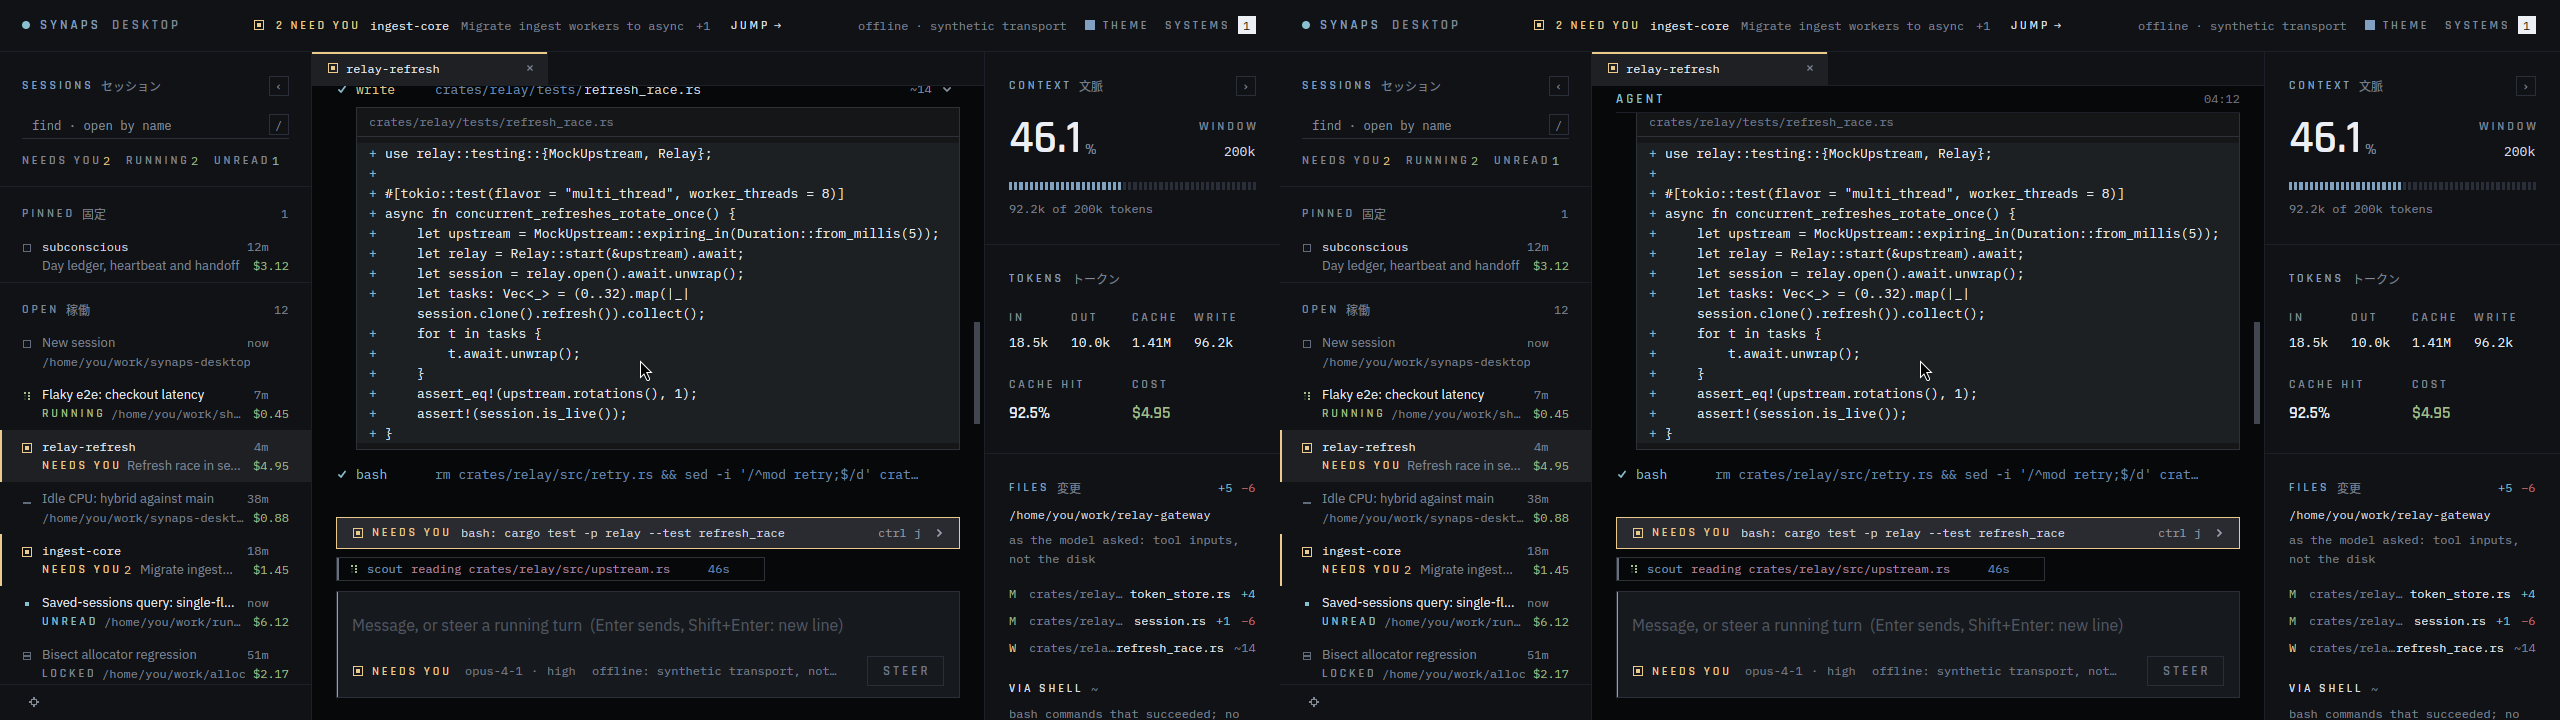 SYNAPS DESKTOP
2 NEED YOU ingest-core Migrate ingest workers to async +1 JUMP →
offline · synthetic transport THEME SYSTEMS 1
SESSIONS セッション ‹
find · open by name /
NEEDS YOU 2 RUNNING 2 UNREAD 1
PINNED 固定 1
subconscious 12m
Day ledger, heartbeat and handoff $3.12
OPEN 稼働 12
New session now
/home/you/work/synaps-desktop
Flaky e2e: checkout latency 7m
RUNNING /home/you/work/sh… $0.45
relay-refresh 4m
NEEDS YOU Refresh race in se… $4.95
Idle CPU: hybrid against main 38m
/home/you/work/synaps-deskt… $0.88
ingest-core 18m
NEEDS YOU 2 Migrate ingest… $1.45
Saved-sessions query: single-fl… now
UNREAD /home/you/work/run… $6.12
Bisect allocator regression 51m
LOCKED /home/you/work/alloc $2.17
relay-refresh ×
write crates/relay/tests/refresh_race.rs ~14
crates/relay/tests/refresh_race.rs
+ use relay::testing::{MockUpstream, Relay};
+
+ #[tokio::test(flavor = "multi_thread", worker_threads = 8)]
+ async fn concurrent_refreshes_rotate_once() {
+ let upstream = MockUpstream::expiring_in(Duration::from_millis(5));
+ let relay = Relay::start(&upstream).await;
+ let session = relay.open().await.unwrap();
+ let tasks: Vec<_> = (0..32).map(|_|
session.clone().refresh()).collect();
+ for t in tasks {
+ t.await.unwrap();
+ }
+ assert_eq!(upstream.rotations(), 1);
+ assert!(session.is_live());
+ }
bash rm crates/relay/src/retry.rs && sed -i '/^mod retry;$/d' crat…
NEEDS YOU bash: cargo test -p relay --test refresh_race ctrl j ›
scout reading crates/relay/src/upstream.rs 46s
Message, or steer a running turn (Enter sends, Shift+Enter: new line)
NEEDS YOU opus-4-1 · high offline: synthetic transport, not… STEER
CONTEXT 文脈 ›
46.1% WINDOW
200k
92.2k of 200k tokens
TOKENS トークン
IN OUT CACHE WRITE
18.5k 10.0k 1.41M 96.2k
CACHE HIT COST
92.5% $4.95
FILES 変更 +5 −6
/home/you/work/relay-gateway
as the model asked: tool inputs,
not the disk
M crates/relay… token_store.rs +4
M crates/relay… session.rs +1 −6
W crates/rela…refresh_race.rs ~14
VIA SHELL ~
bash commands that succeeded; no
SYNAPS DESKTOP
2 NEED YOU ingest-core Migrate ingest workers to async +1 JUMP →
offline · synthetic transport THEME SYSTEMS 1
SESSIONS セッション ‹
find · open by name /
NEEDS YOU 2 RUNNING 2 UNREAD 1
PINNED 固定 1
subconscious 12m
Day ledger, heartbeat and handoff $3.12
OPEN 稼働 12
New session now
/home/you/work/synaps-desktop
Flaky e2e: checkout latency 7m
RUNNING /home/you/work/sh… $0.45
relay-refresh 4m
NEEDS YOU Refresh race in se… $4.95
Idle CPU: hybrid against main 38m
/home/you/work/synaps-deskt… $0.88
ingest-core 18m
NEEDS YOU 2 Migrate ingest… $1.45
Saved-sessions query: single-fl… now
UNREAD /home/you/work/run… $6.12
Bisect allocator regression 51m
LOCKED /home/you/work/alloc $2.17
relay-refresh ×
AGENT 04:12
crates/relay/tests/refresh_race.rs
+ use relay::testing::{MockUpstream, Relay};
+
+ #[tokio::test(flavor = "multi_thread", worker_threads = 8)]
+ async fn concurrent_refreshes_rotate_once() {
+ let upstream = MockUpstream::expiring_in(Duration::from_millis(5));
+ let relay = Relay::start(&upstream).await;
+ let session = relay.open().await.unwrap();
+ let tasks: Vec<_> = (0..32).map(|_|
session.clone().refresh()).collect();
+ for t in tasks {
+ t.await.unwrap();
+ }
+ assert_eq!(upstream.rotations(), 1);
+ assert!(session.is_live());
+ }
bash rm crates/relay/src/retry.rs && sed -i '/^mod retry;$/d' crat…
NEEDS YOU bash: cargo test -p relay --test refresh_race ctrl j ›
scout reading crates/relay/src/upstream.rs 46s
Message, or steer a running turn (Enter sends, Shift+Enter: new line)
NEEDS YOU opus-4-1 · high offline: synthetic transport, not… STEER
CONTEXT 文脈 ›
46.1% WINDOW
200k
92.2k of 200k tokens
TOKENS トークン
IN OUT CACHE WRITE
18.5k 10.0k 1.41M 96.2k
CACHE HIT COST
92.5% $4.95
FILES 変更 +5 −6
/home/you/work/relay-gateway
as the model asked: tool inputs,
not the disk
M crates/relay… token_store.rs +4
M crates/relay… session.rs +1 −6
W crates/rela…refresh_race.rs ~14
VIA SHELL ~
bash commands that succeeded; no